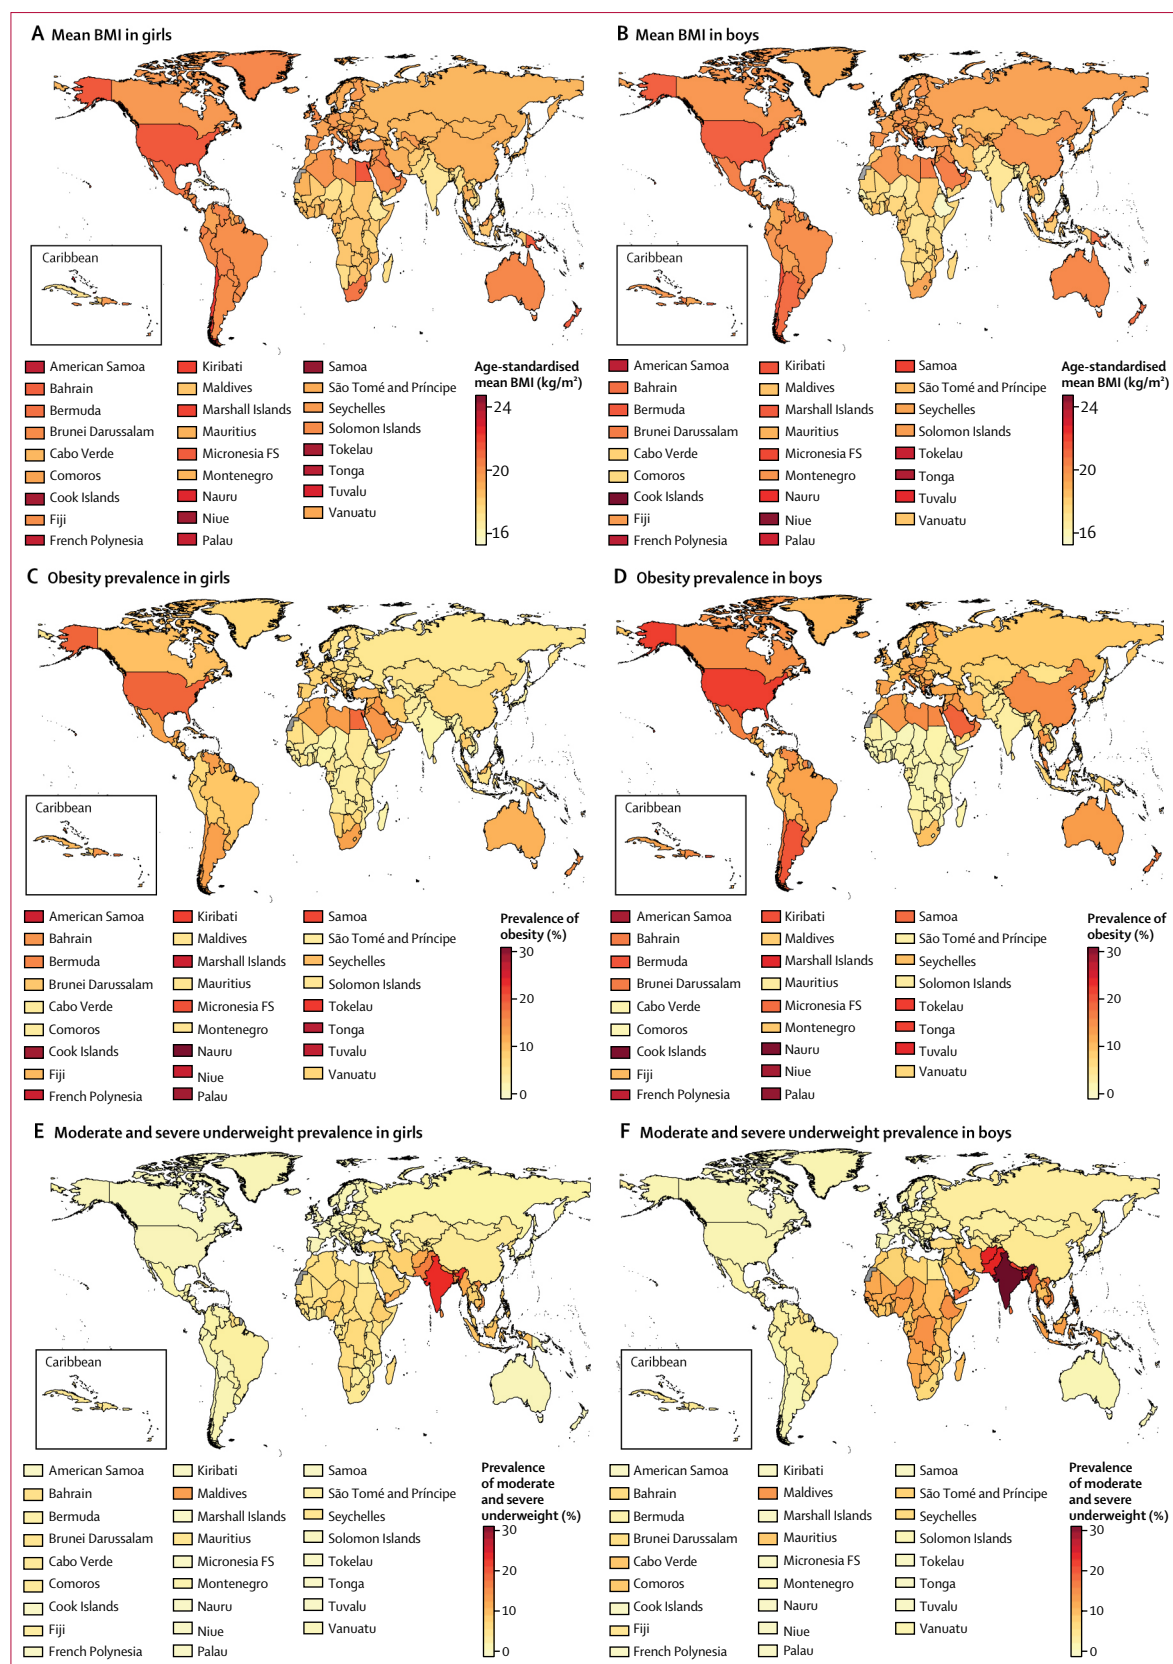 A Mean BMI in girls
Caribbean
American Samoa
Bahrain
Bermuda
Brunei Darussalam
Cabo Verde
Comoros
Cook Islands
Fiji
French Polynesia
Kiribati
Maldives
Marshall Islands
Mauritius
Micronesia FS
Montenegro
Nauru
Niue
Palau
Samoa
São Tomé and Príncipe
Seychelles
Solomon Islands
Tokelau
Tonga
Tuvalu
Vanuatu
Age-standardised
mean BMI (kg/m²)
24
20
16
B Mean BMI in boys
Caribbean
American Samoa
Bahrain
Bermuda
Brunei Darussalam
Cabo Verde
Comoros
Cook Islands
Fiji
French Polynesia
Kiribati
Maldives
Marshall Islands
Mauritius
Micronesia FS
Montenegro
Nauru
Niue
Palau
Samoa
São Tomé and Príncipe
Seychelles
Solomon Islands
Tokelau
Tonga
Tuvalu
Vanuatu
Age-standardised
mean BMI (kg/m²)
24
20
16
C Obesity prevalence in girls
Caribbean
American Samoa
Bahrain
Bermuda
Brunei Darussalam
Cabo Verde
Comoros
Cook Islands
Fiji
French Polynesia
Kiribati
Maldives
Marshall Islands
Mauritius
Micronesia FS
Montenegro
Nauru
Niue
Palau
Samoa
São Tomé and Príncipe
Seychelles
Solomon Islands
Tokelau
Tonga
Tuvalu
Vanuatu
Prevalence of
obesity (%)
30
20
10
0
D Obesity prevalence in boys
Caribbean
American Samoa
Bahrain
Bermuda
Brunei Darussalam
Cabo Verde
Comoros
Cook Islands
Fiji
French Polynesia
Kiribati
Maldives
Marshall Islands
Mauritius
Micronesia FS
Montenegro
Nauru
Niue
Palau
Samoa
São Tomé and Príncipe
Seychelles
Solomon Islands
Tokelau
Tonga
Tuvalu
Vanuatu
Prevalence of
obesity (%)
30
20
10
0
E Moderate and severe underweight prevalence in girls
Caribbean
American Samoa
Bahrain
Bermuda
Brunei Darussalam
Cabo Verde
Comoros
Cook Islands
Fiji
French Polynesia
Kiribati
Maldives
Marshall Islands
Mauritius
Micronesia FS
Montenegro
Nauru
Niue
Palau
Samoa
São Tomé and Príncipe
Seychelles
Solomon Islands
Tokelau
Tonga
Tuvalu
Vanuatu
Prevalence
of moderate
and severe
underweight (%)
30
20
10
0
F Moderate and severe underweight prevalence in boys
Caribbean
American Samoa
Bahrain
Bermuda
Brunei Darussalam
Cabo Verde
Comoros
Cook Islands
Fiji
French Polynesia
Kiribati
Maldives
Marshall Islands
Mauritius
Micronesia FS
Montenegro
Nauru
Niue
Palau
Samoa
São Tomé and Príncipe
Seychelles
Solomon Islands
Tokelau
Tonga
Tuvalu
Vanuatu
Prevalence
of moderate
and severe
underweight (%)
30
20
10
0